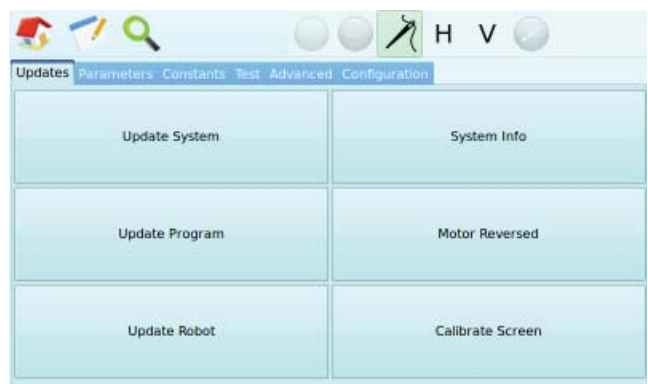 H V
Updates Parameters Constants Test Advanced Configuration
Update System System Info
Update Program Motor Reversed
Update Robot Calibrate Screen